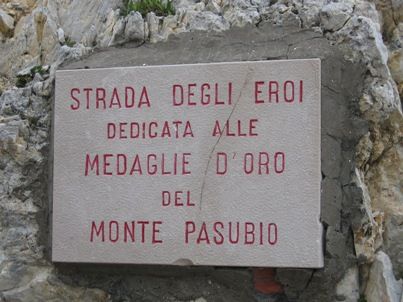 STRADA DEGLI EROI
DEDICATA ALLE
MEDAGLIE D'ORO
DEL
MONTE PASUBIO